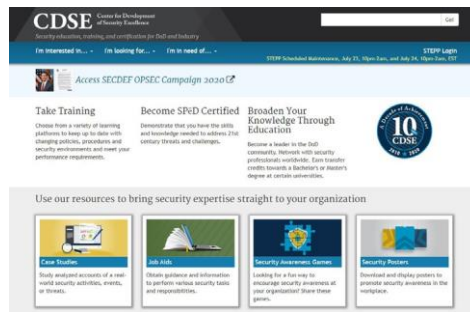 CDSE Center for Development
of Security Excellence
Security education, training, and certification for DoD and Industry
Go!
I'm interested in... I'm looking for... I'm in need of... STEPP Login
STEPP Scheduled Maintenance, July 23, 10pm Eam, and July 24, 10pm Eam, EST
Access SECDEF OPSEC Campaign 2020
Take Training
Choose from a variety of learning
platforms to keep up to date with
changing policies, procedures and
security environments and meet your
performance requirements.
Become SPēD Certified
Demonstrate that you have the skills
and knowledge needed to address 21st
century threats and challenges.
Broaden Your
Knowledge Through
Education
Become a leader in the DoD
community. Network with security
professionals worldwide. Earn transfer
credits towards a Bachelor's or Master's
degree at certain universities.
A Decade of Achievement
10
CDSE
2010 2020
Use our resources to bring security expertise straight to your organization
Case Studies
Study analyzed accounts of a real-
world security activities, events,
or threats.
Job Aids
Obtain guidance and information
to perform various security tasks
and responsibilities.
Security Awareness Games
Looking for a fun way to
encourage security awareness at
your organization? Share these
games.
Security Posters
Download and display posters to
promote security awareness in the
workplace.